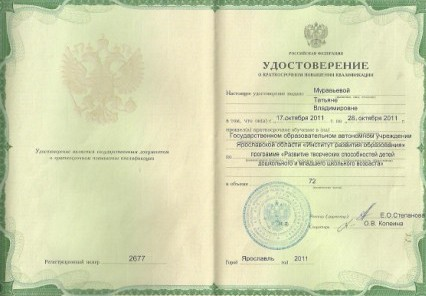 Удостоверение является государственным документом
о краткосрочном повышении квалификации
Регистрационный номер 2677
РОССИЙСКАЯ ФЕДЕРАЦИЯ
УДОСТОВЕРЕНИЕ
О КРАТКОСРОЧНОМ ПОВЫШЕНИИ КВАЛИФИКАЦИИ
Настоящее удостоверение выдано Муравьевой
Татьяне
Владимировне
в том, что он(а) с 17.октября 2011 г. по 28.октября 2011 г.
прошел(а) краткосрочное обучение в (на)
Государственном образовательном автономном учреждении
Ярославской области «Институт развития образования»
по программе «Развитие творческих способностей детей
дошкольного и младшего школьного возраста»
в объеме 72
Ректор (директор) Е.О.Степанова
Секретарь О.В. Копеина
Город Ярославль год 2011